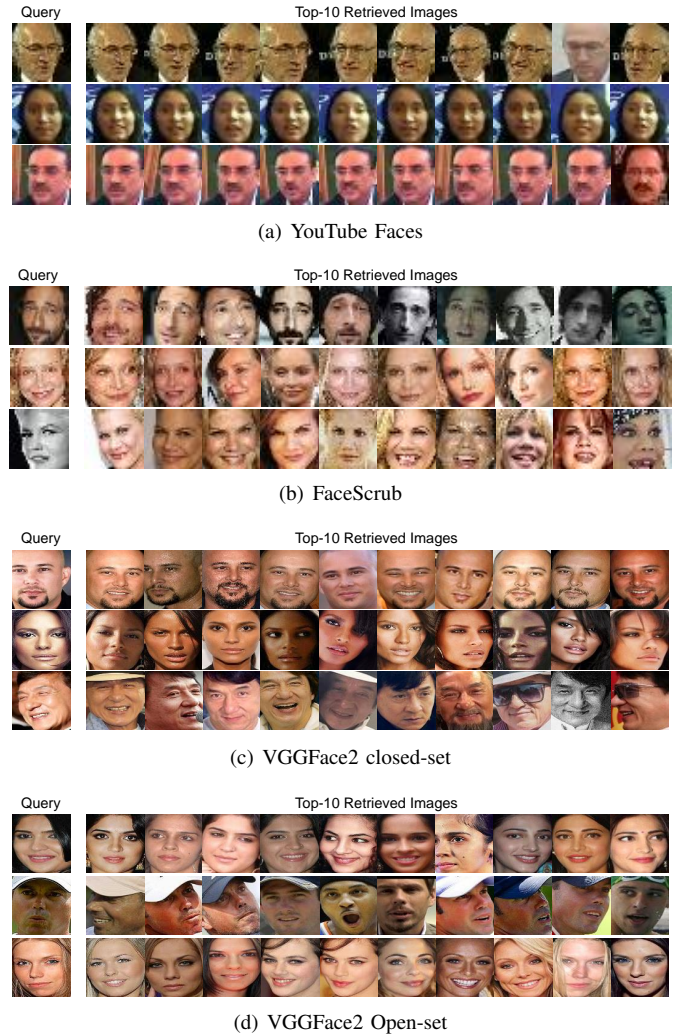 Query Top-10 Retrieved Images
(a) YouTube Faces
Query Top-10 Retrieved Images
(b) FaceScrub
Query Top-10 Retrieved Images
(c) VGGFace2 closed-set
Query Top-10 Retrieved Images
(d) VGGFace2 Open-set